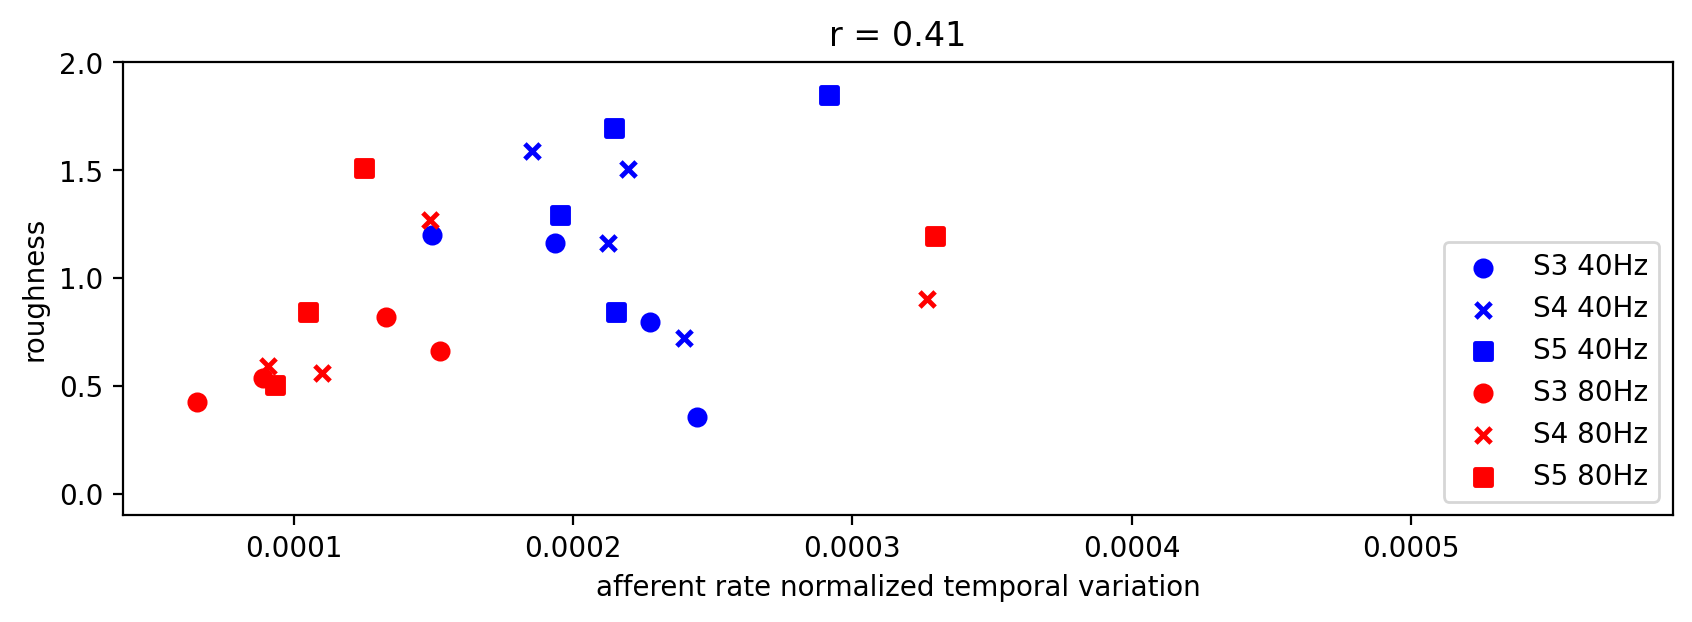 r = 0.41
2.0
1.5
1.0
0.5
0.0
roughness
0.0001 0.0002 0.0003 0.0004 0.0005
afferent rate normalized temporal variation
S3 40Hz
S4 40Hz
S5 40Hz
S3 80Hz
S4 80Hz
S5 80Hz